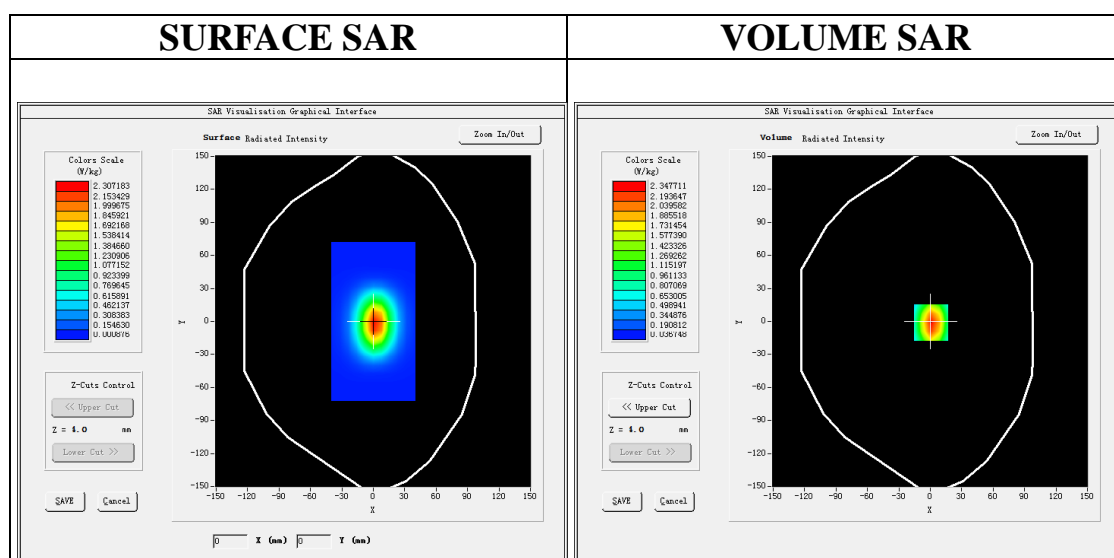 SURFACE SAR
VOLUME SAR
SAR Visualisation Graphical Interface
Surface Radiated Intensity
Zoom In/Out
Colors Scale
(W/kg)
2.307183
2.153429
1.999675
1.845921
1.692168
1.538414
1.384660
1.230906
1.077152
0.923399
0.769645
0.615891
0.462137
0.308383
0.154630
0.000876
Z-Cuts Control
<< Upper Cut
Z = 4.0 mm
Lower Cut >>
SAVE
Cancel
150
120
90
60
30
0
-30
-60
-90
-120
-150
Y
-150 -120 -90 -60 -30 0 30 60 90 120 150
X
0 X (mm) 0 Y (mm)
SAR Visualisation Graphical Interface
Volume Radiated Intensity
Zoom In/Out
Colors Scale
(W/kg)
2.347711
2.193647
2.039582
1.885518
1.731454
1.577390
1.423326
1.269262
1.115197
0.961133
0.807069
0.653005
0.498941
0.344876
0.190812
0.036748
Z-Cuts Control
<< Upper Cut
Z = 4.0 mm
Lower Cut >>
SAVE
Cancel
150
120
90
60
30
0
-30
-60
-90
-120
-150
Y
-150 -120 -90 -60 -30 0 30 60 90 120 150
X